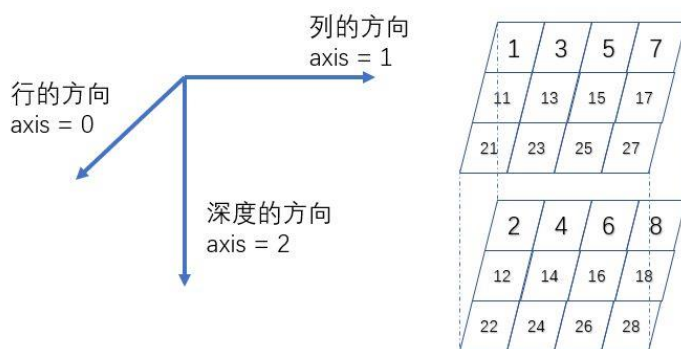 列的方向
axis = 1
行的方向
axis = 0
深度的方向
axis = 2
1 3 5 7
11 13 15 17
21 23 25 27
2 4 6 8
12 14 16 18
22 24 26 28